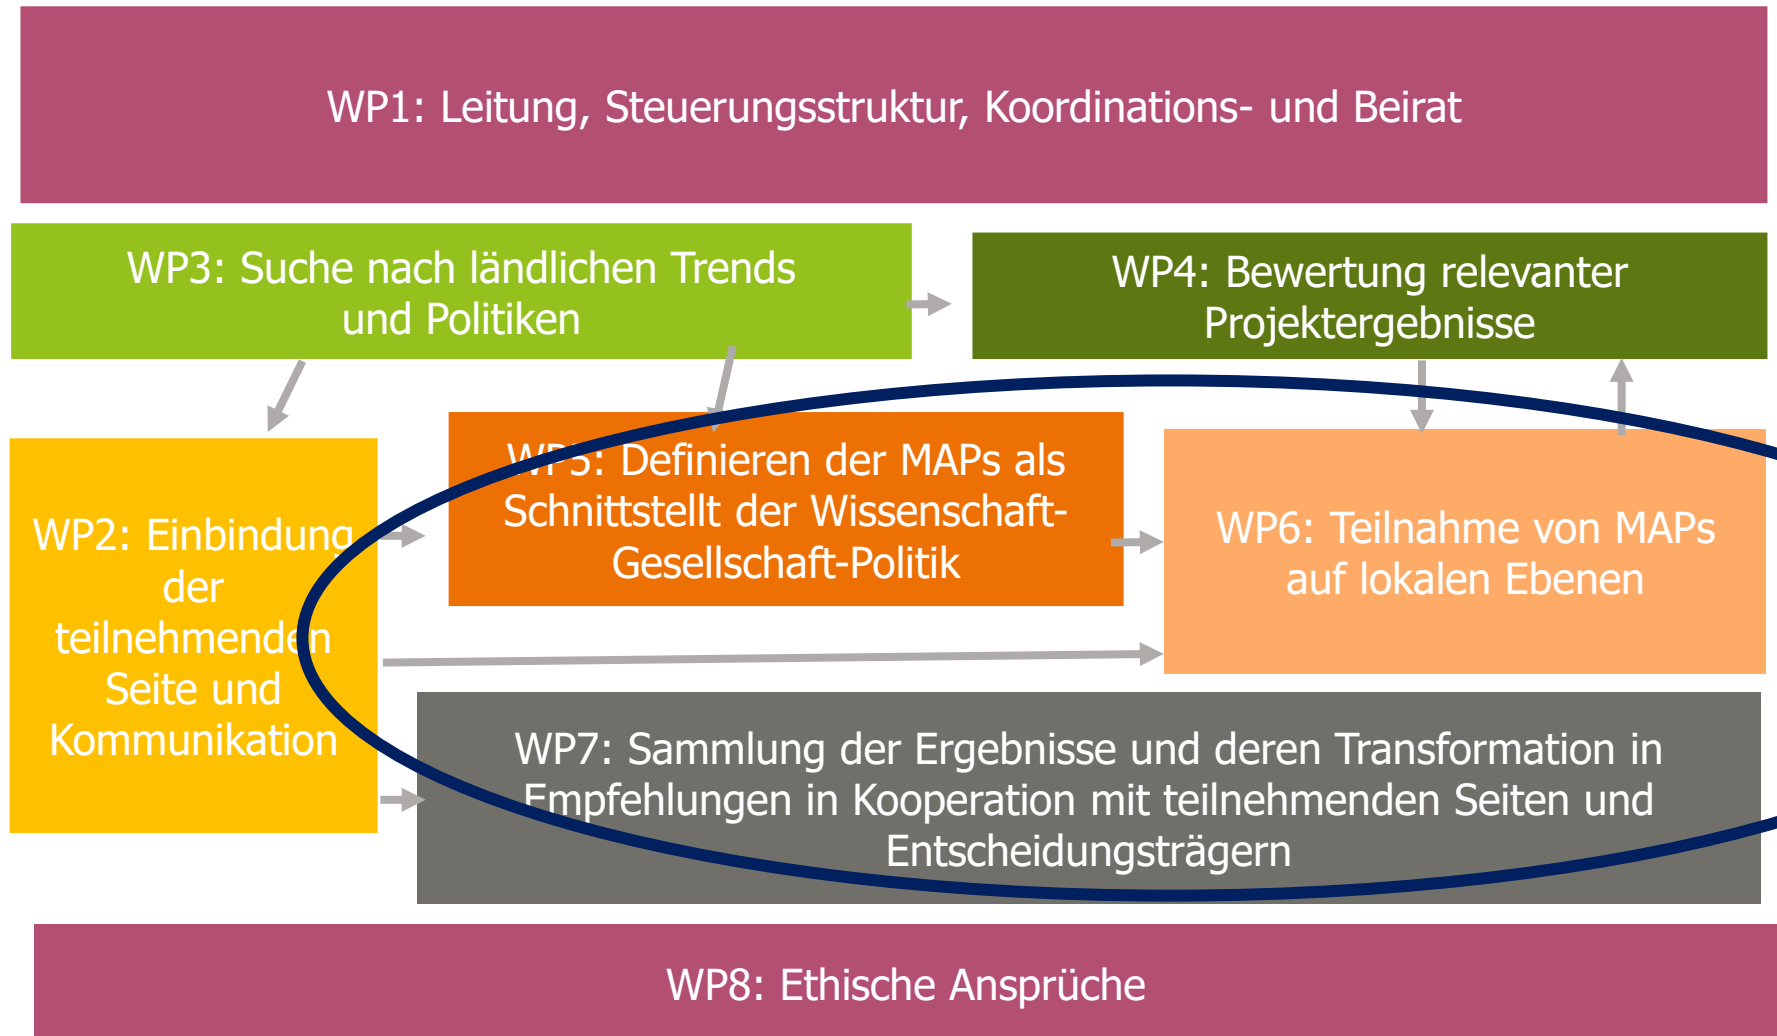 WP1: Leitung, Steuerungsstruktur, Koordinations- und Beirat
WP3: Suche nach ländlichen Trends
und Politiken
WP4: Bewertung relevanter
Projektergebnisse
WP2: Einbindung
der
teilnehmenden
Seite und
Kommunikation
WP5: Definieren der MAPs als
Schnittstellt der Wissenschaft-
Gesellschaft-Politik
WP6: Teilnahme von MAPs
auf lokalen Ebenen
WP7: Sammlung der Ergebnisse und deren Transformation in
Empfehlungen in Kooperation mit teilnehmenden Seiten und
Entscheidungsträgern
WP8: Ethische Ansprüche